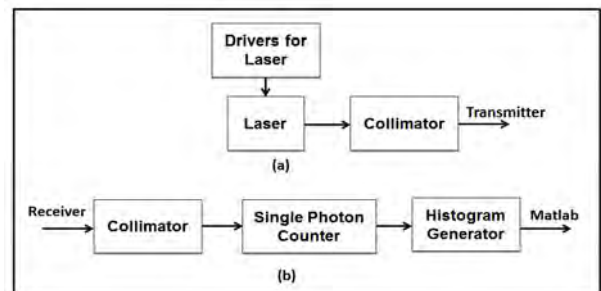 Drivers for
Laser
Laser
Collimator
Transmitter
(a)
Receiver
Collimator
Single Photon
Counter
Histogram
Generator
Matlab
(b)